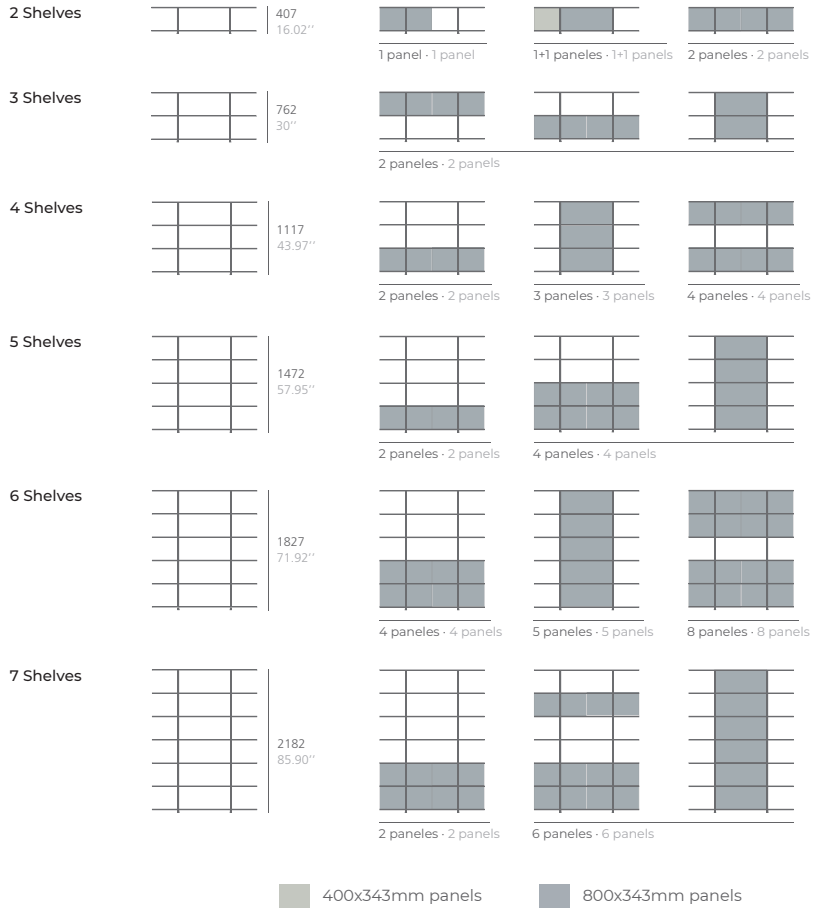 2 Shelves
407
16.02’’
1 panel · 1 panel
1+1 paneles · 1+1 panels
2 paneles · 2 panels
3 Shelves
762
30’’
2 paneles · 2 panels
4 Shelves
1117
43.97’’
2 paneles · 2 panels
3 paneles · 3 panels
4 paneles · 4 panels
5 Shelves
1472
57.95’’
2 paneles · 2 panels
4 paneles · 4 panels
6 Shelves
1827
71.92’’
4 paneles · 4 panels
5 paneles · 5 panels
8 paneles · 8 panels
7 Shelves
2182
85.90’’
2 paneles · 2 panels
6 paneles · 6 panels
400x343mm panels
800x343mm panels